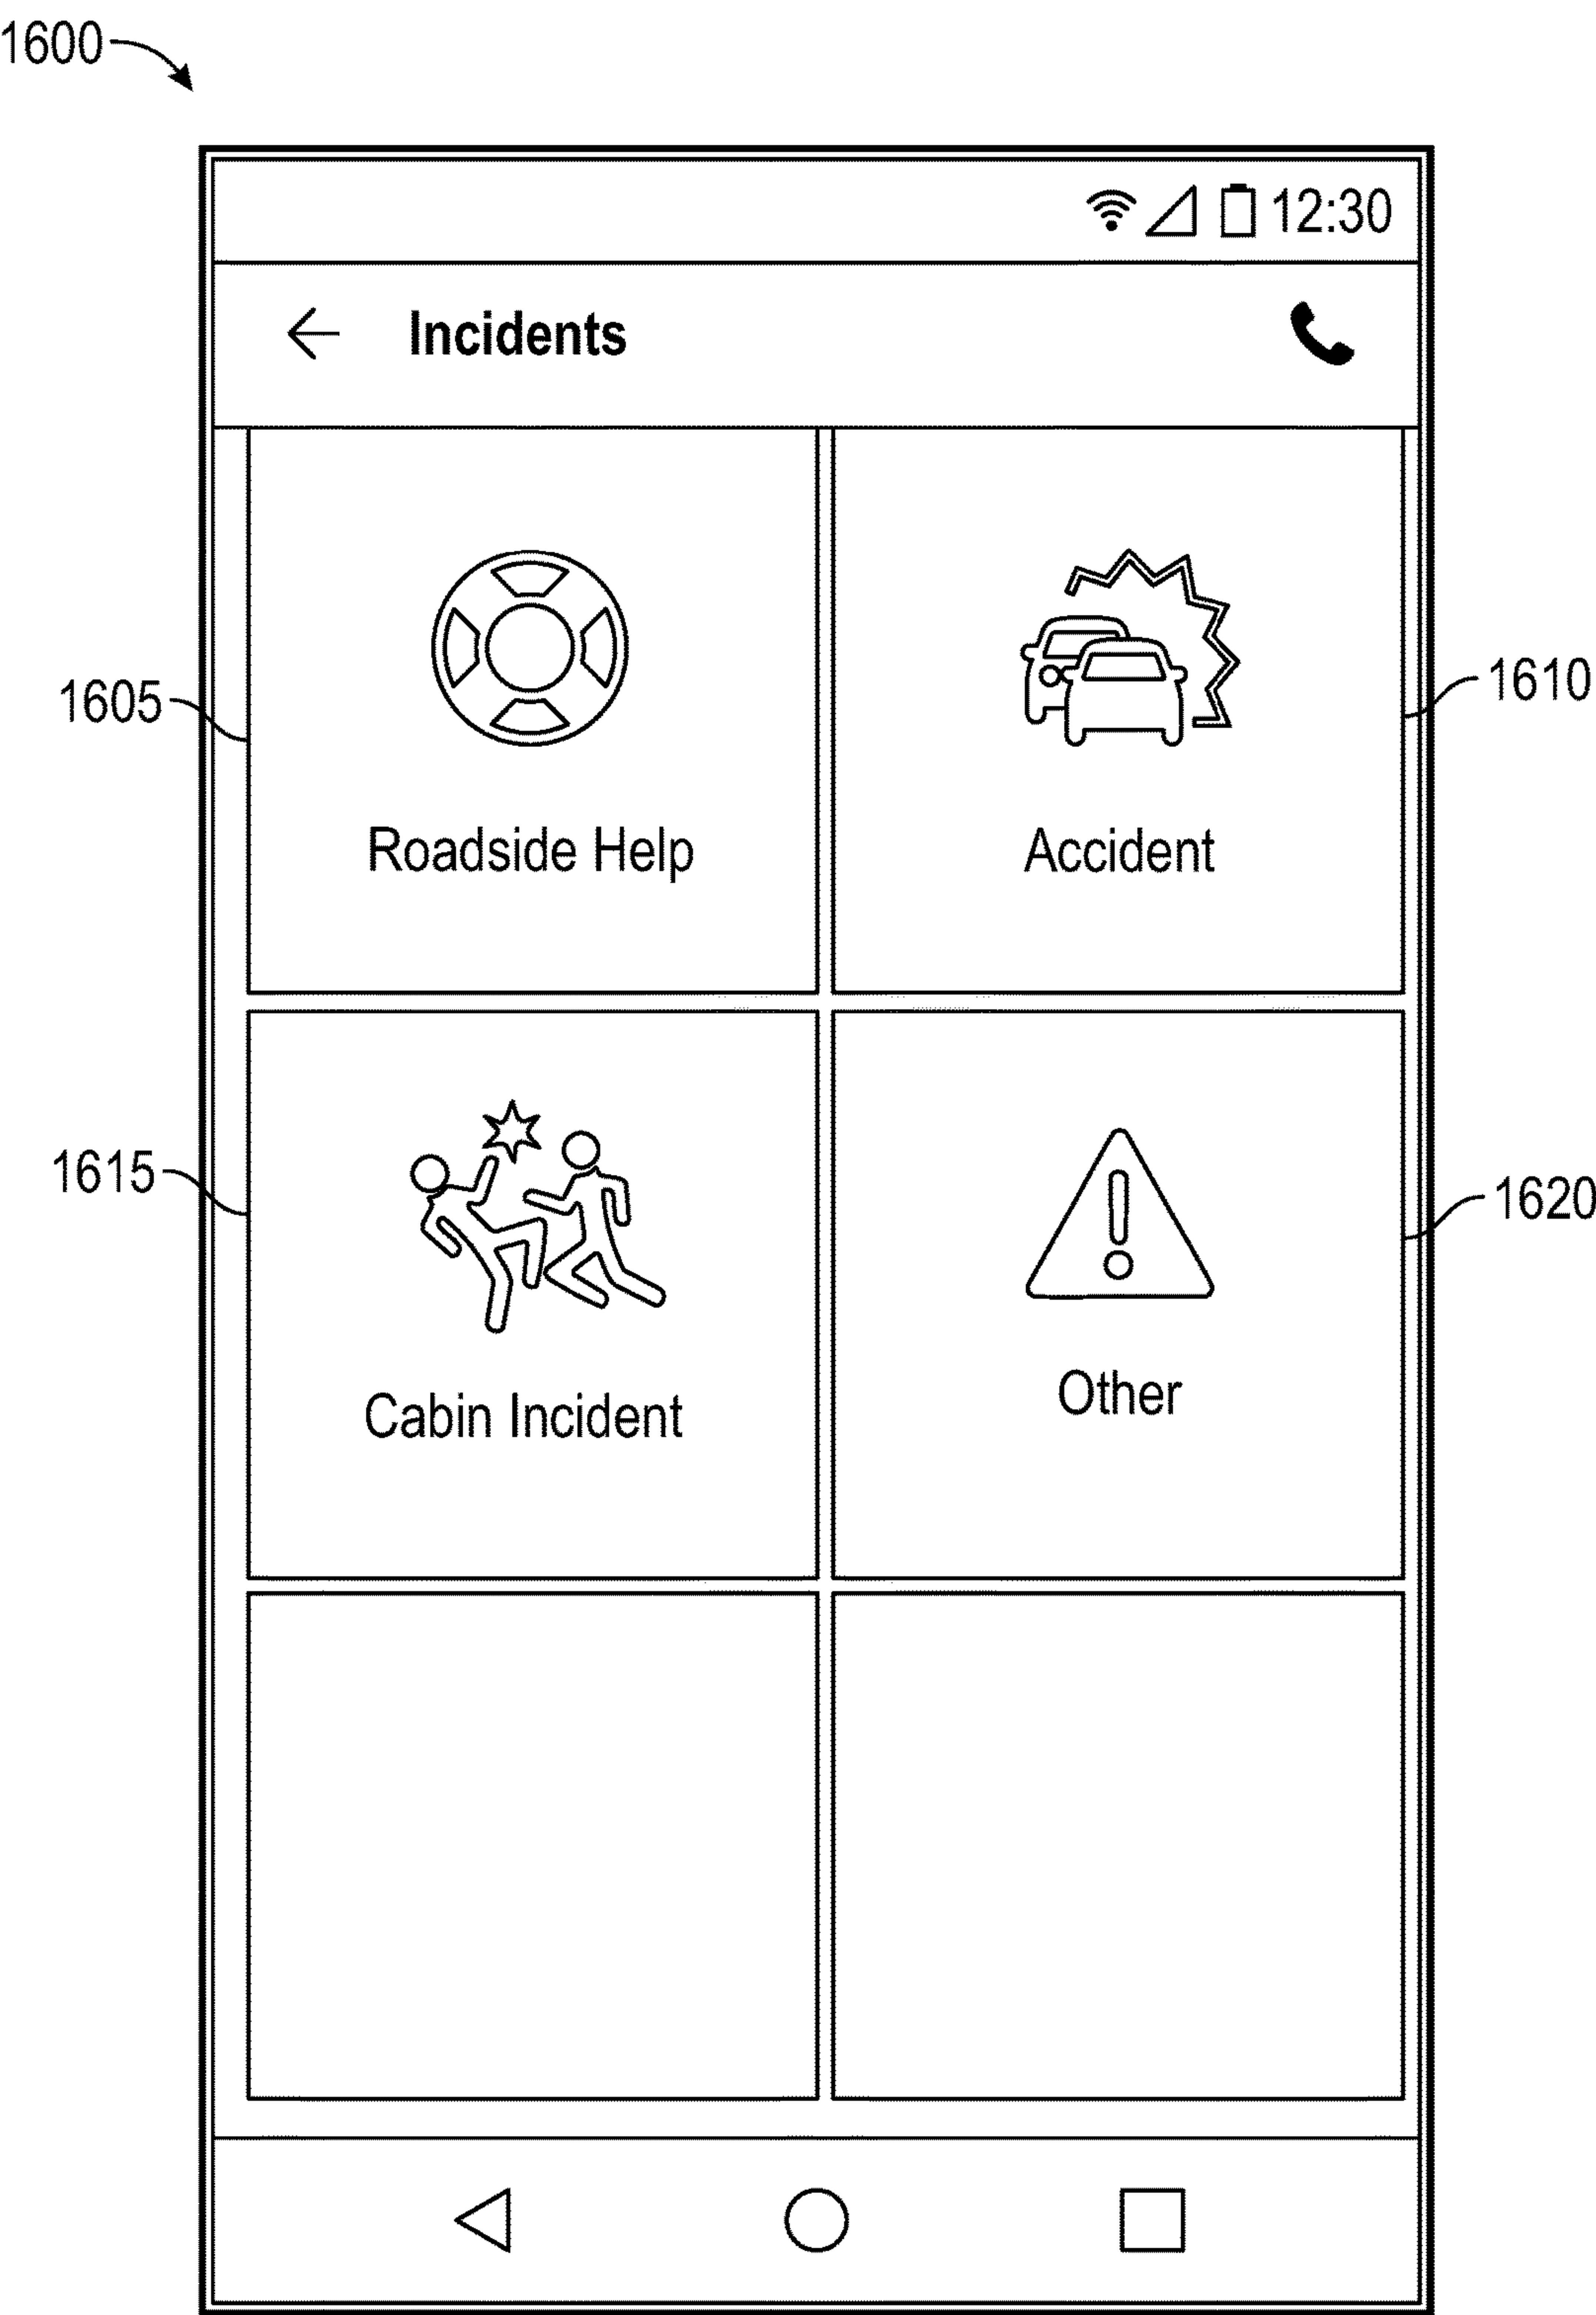 1600
12:30
Incidents
1605
1610
Roadside Help
Accident
1615
1620
Cabin Incident
Other